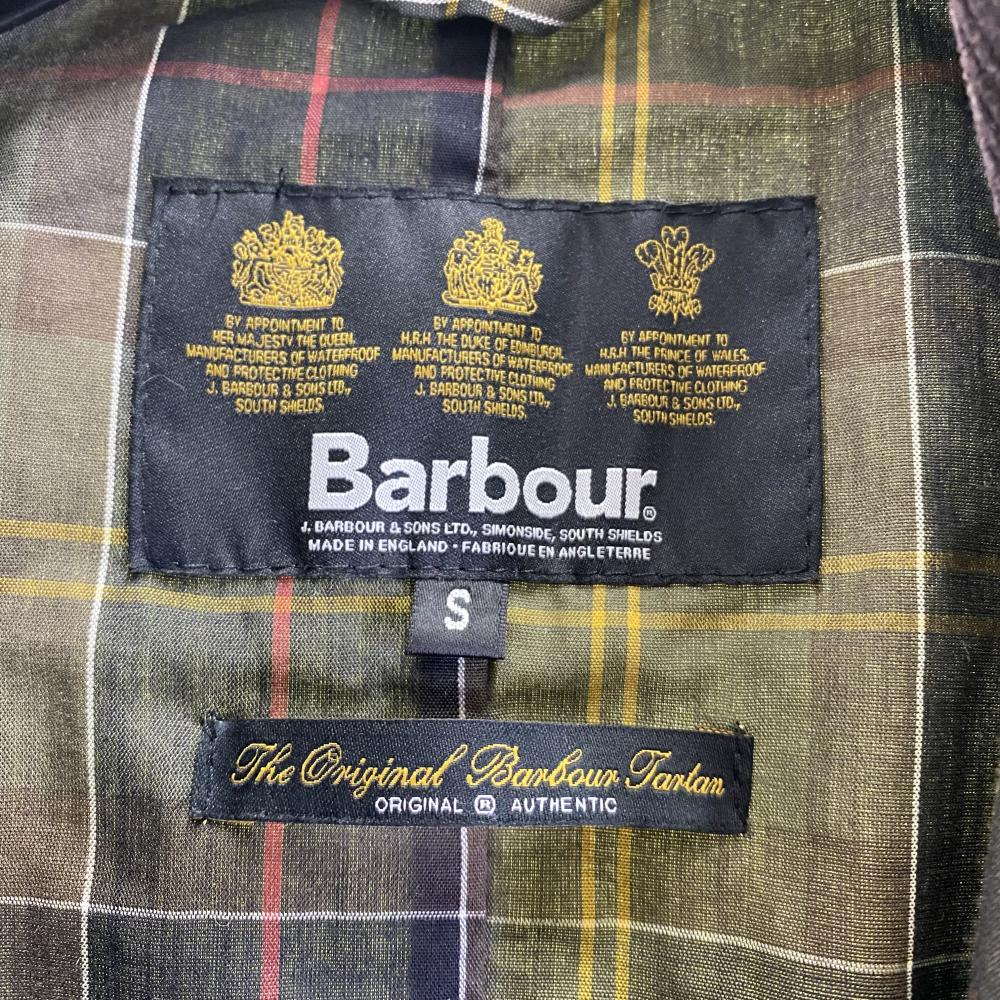 BY APPOINTMENT TO
HER MAJESTY THE QUEEN,
MANUFACTURERS OF WATERPROOF
AND PROTECTIVE CLOTHING
J. BARBOUR & SONS LTD.,
SOUTH SHIELDS.
BY APPOINTMENT TO
H.R.H THE DUKE OF EDINBURGH,
MANUFACTURERS OF WATERPROOF
AND PROTECTIVE CLOTHING
J. BARBOUR & SONS LTD.,
SOUTH SHIELDS.
BY APPOINTMENT TO
H.R.H THE PRINCE OF WALES,
MANUFACTURERS OF WATERPROOF
AND PROTECTIVE CLOTHING
J. BARBOUR & SONS LTD.,
SOUTH SHIELDS.
Barbour®
J. BARBOUR & SONS LTD., SIMONSIDE, SOUTH SHIELDS
MADE IN ENGLAND · FABRIQUE EN ANGLETERRE
S
The Original Barbour Tartan
ORIGINAL ® AUTHENTIC